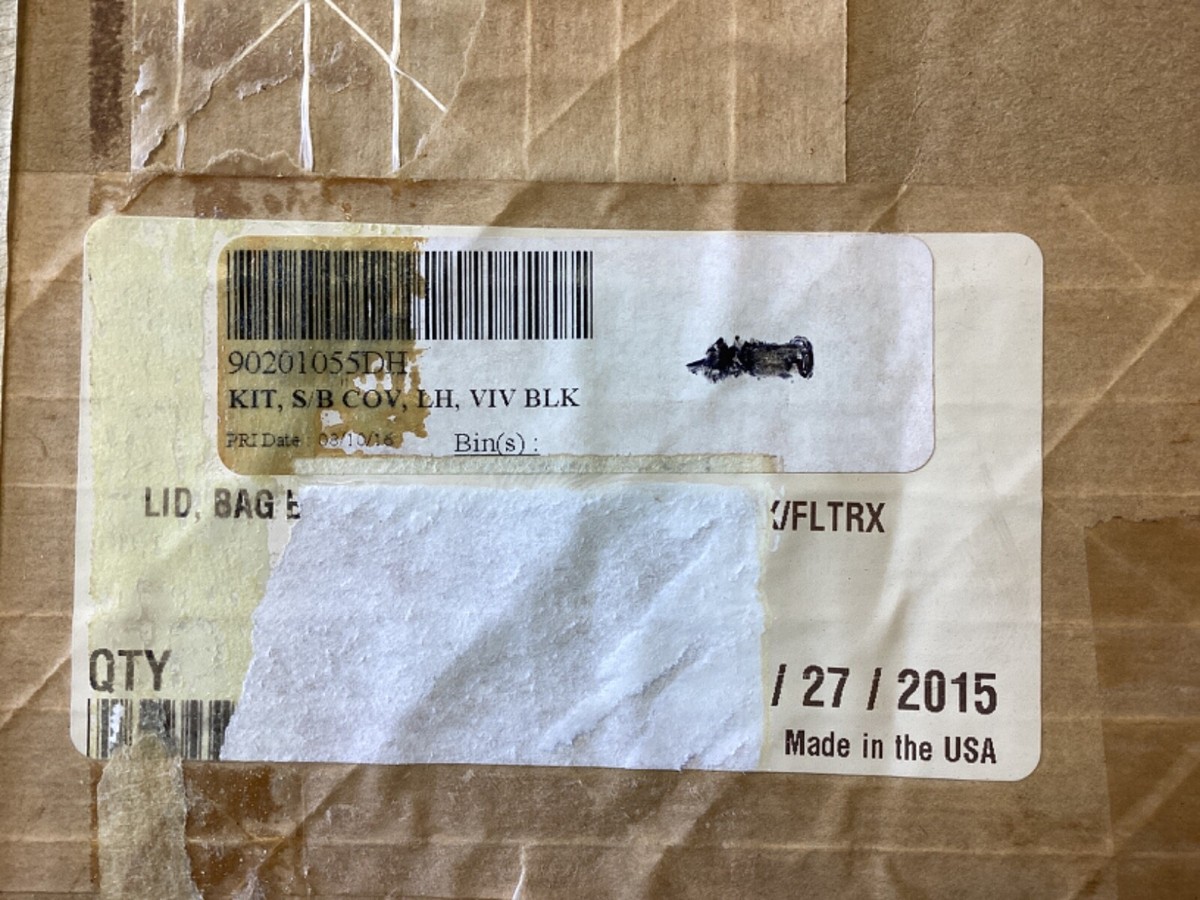 90201055DH
KIT, S/B COV, LH, VIV BLK
PRI Date : 03/10/16 Bin(s) :
LID, BAG /FLTRX
QTY
/ 27 / 2015
Made in the USA